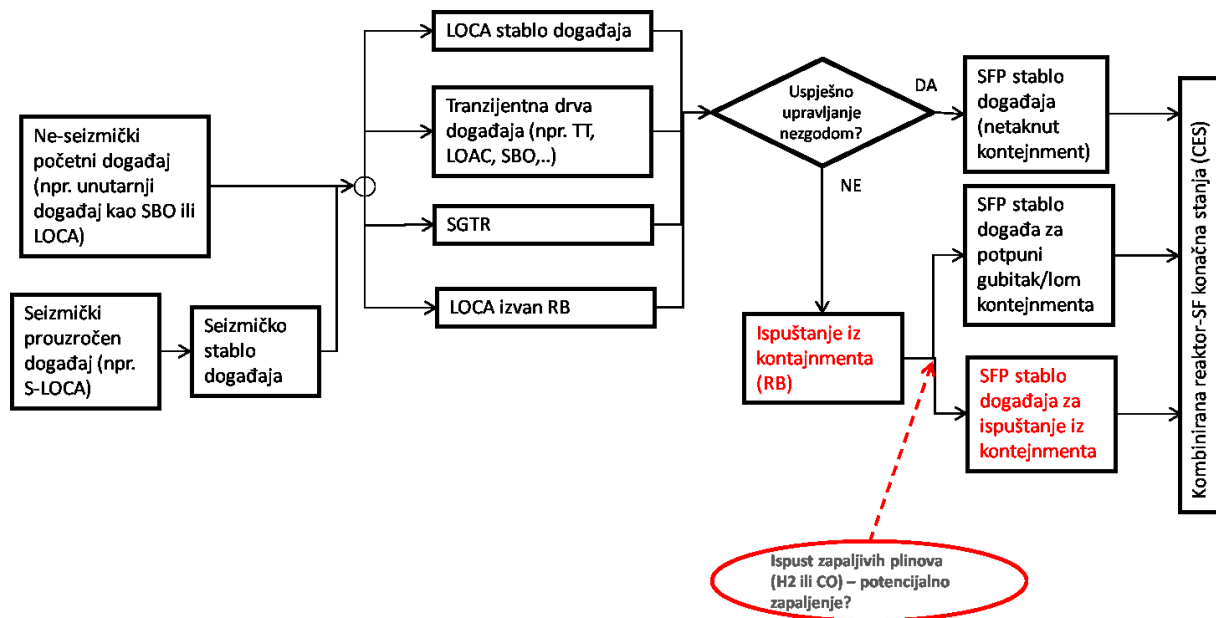 Ne-seizmički
početni događaj
(npr. unutarnji
događaj kao SBO ili
LOCA)
Seizmički
prouzročen
događaj (npr.
S-LOCA)
Seizmičko
stablo
događaja
LOCA stablo događaja
Tranzijentna drva
događaja (npr. TT,
LOAC, SBO,..)
SGTR
LOCA izvan RB
Uspješno
upravljanje
nezgodom?
DA
NE
Ispuštanje iz
kontajnmenta
(RB)
SFP stablo
događaja
(netaknut
kontejnment)
SFP stablo
događa za
potpuni
gubitak/lom
kontejnmenta
SFP stablo
događaja za
ispuštanje iz
kontejnmenta
Kombinirana reaktor-SF konačna stanja (CES)
Ispust zapaljivih plinova
(H2 ili CO) – potencijalno
zapaljenje?